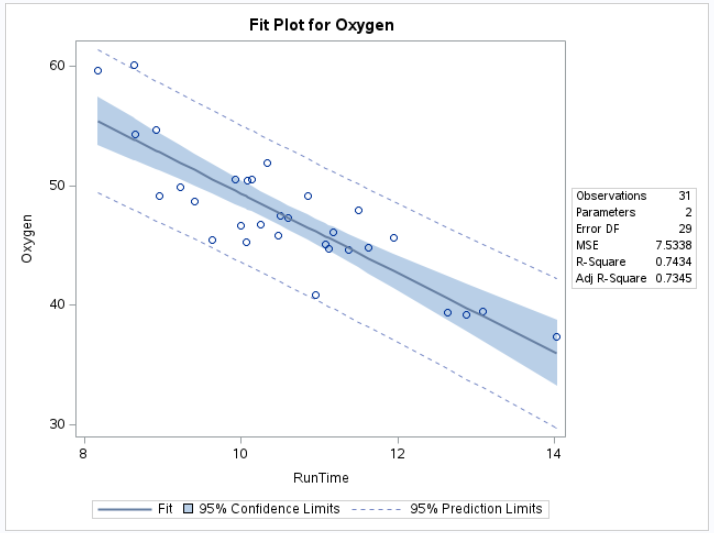 Fit Plot for Oxygen
60
50
40
30
Oxygen
8 10 12 14
RunTime
Observations 31
Parameters 2
Error DF 29
MSE 7.5338
R-Square 0.7434
Adj R-Square 0.7345
Fit 95% Confidence Limits 95% Prediction Limits